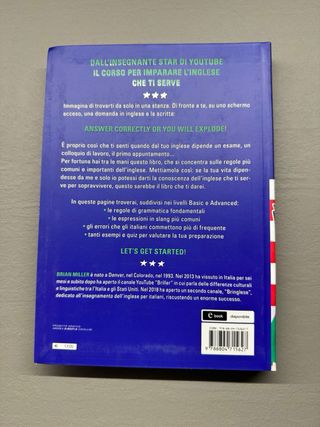 DALL'INSEGNANTE STAR DI YOUTUBE
IL CORSO PER IMPARARE L'INGLESE
CHE TI SERVE
★★★
Immagina di trovarti da solo in una stanza. Di fronte a te, su uno schermo
acceso, una domanda in inglese e la scritta:
ANSWER CORRECTLY OR YOU WILL EXPLODE!
È proprio così che ti senti quando dal tuo inglese dipende un esame, un
colloquio di lavoro, il primo appuntamento...
Per fortuna hai tra le mani questo libro, che si concentra sulle regole più
comuni e importanti dell'inglese. Mettiamola così: se la tua vita dipen-
desse da me e solo io potessi darti la conoscenza dell'inglese che ti ser-
ve per sopravvivere, questo sarebbe il libro che ti darei.
In queste pagine troverai, suddivisi nei livelli Basic e Advanced:
• le regole di grammatica fondamentali
• le espressioni in slang più comuni
• gli errori che gli italiani commettono più di frequente
• tanti esempi e quiz per valutare la tua preparazione
LET'S GET STARTED!
★★★
BRIAN MILLER è nato a Denver, nel Colorado, nel 1993. Nel 2013 ha vissuto in Italia per sei
mesi e subito dopo ha aperto il canale YouTube "Briller" in cui parla delle differenze culturali
e linguistiche tra l'Italia e gli Stati Uniti. Nel 2018 ha aperto un secondo canale, "Bringlese",
dedicato all'insegnamento dell'inglese per italiani, riscuotendo un enorme successo.
e book disponibile
9 788804 715627